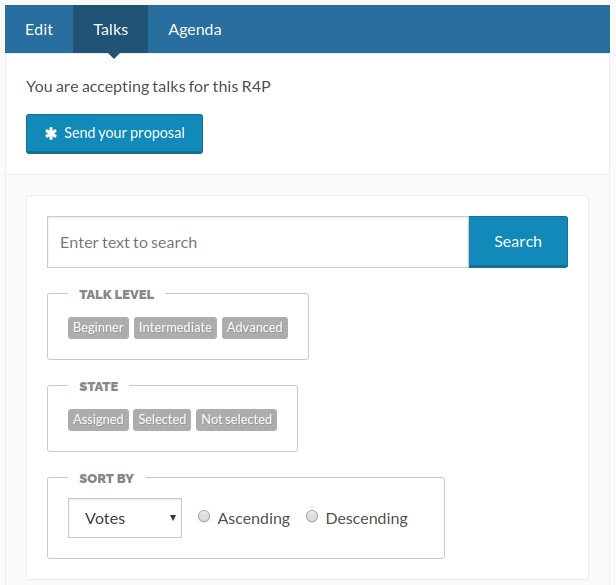 Edit Talks Agenda
You are accepting talks for this R4P
✱ Send your proposal
Enter text to search Search
TALK LEVEL
Beginner Intermediate Advanced
STATE
Assigned Selected Not selected
SORT BY
Votes Ascending Descending